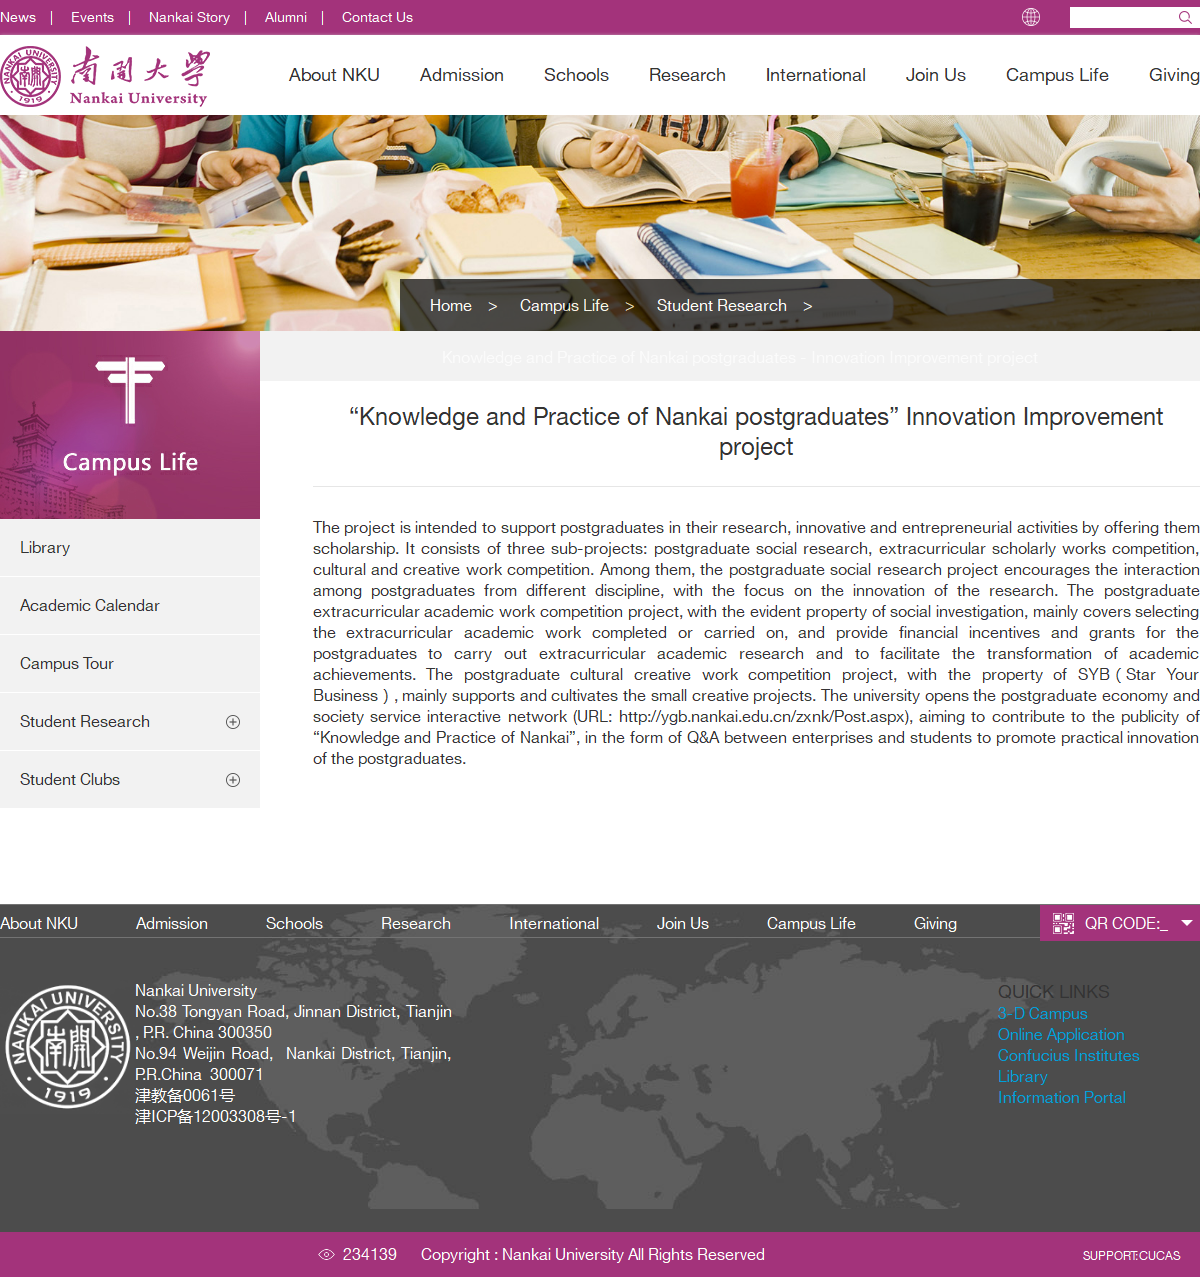 News | Events | Nankai Story | Alumni | Contact Us
NANKAI UNIVERSITY
1919
南開大學
Nankai University
About NKU Admission Schools Research International Join Us Campus Life Giving
Home > Campus Life > Student Research >
Knowledge and Practice of Nankai postgraduates - Innovation Improvement project
Campus Life
Library
Academic Calendar
Campus Tour
Student Research
Student Clubs
“Knowledge and Practice of Nankai postgraduates” Innovation Improvement
project
The project is intended to support postgraduates in their research, innovative and entrepreneurial activities by offering them
scholarship. It consists of three sub-projects: postgraduate social research, extracurricular scholarly works competition,
cultural and creative work competition. Among them, the postgraduate social research project encourages the interaction
among postgraduates from different discipline, with the focus on the innovation of the research. The postgraduate
extracurricular academic work competition project, with the evident property of social investigation, mainly covers selecting
the extracurricular academic work completed or carried on, and provide financial incentives and grants for the
postgraduates to carry out extracurricular academic research and to facilitate the transformation of academic
achievements. The postgraduate cultural creative work competition project, with the property of SYB ( Star Your
Business ) , mainly supports and cultivates the small creative projects. The university opens the postgraduate economy and
society service interactive network (URL: http://ygb.nankai.edu.cn/zxnk/Post.aspx), aiming to contribute to the publicity of
“Knowledge and Practice of Nankai”, in the form of Q&A between enterprises and students to promote practical innovation
of the postgraduates.
About NKU Admission Schools Research International Join Us Campus Life Giving
QR CODE:_
NANKAI UNIVERSITY
1919
Nankai University
No.38 Tongyan Road, Jinnan District, Tianjin
, P.R. China 300350
No.94 Weijin Road, Nankai District, Tianjin,
P.R.China 300071
津教备0061号
津ICP备12003308号-1
QUICK LINKS
3-D Campus
Online Application
Confucius Institutes
Library
Information Portal
234139 Copyright : Nankai University All Rights Reserved
SUPPORT:CUCAS